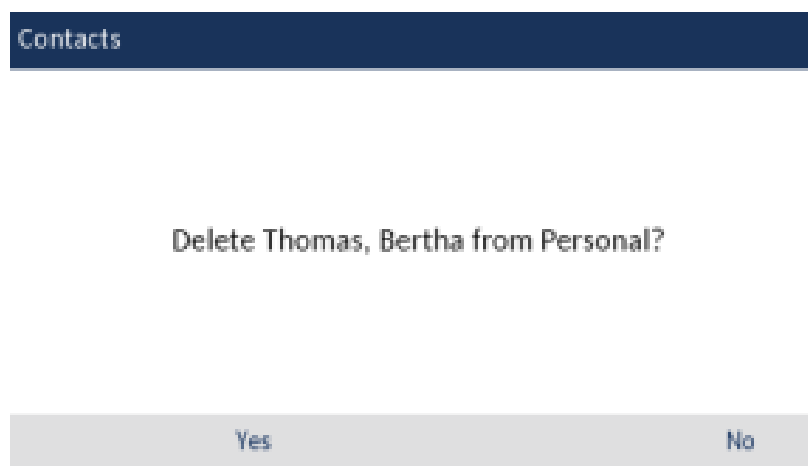 Contacts
Delete Thomas, Bertha from Personal?
Yes No